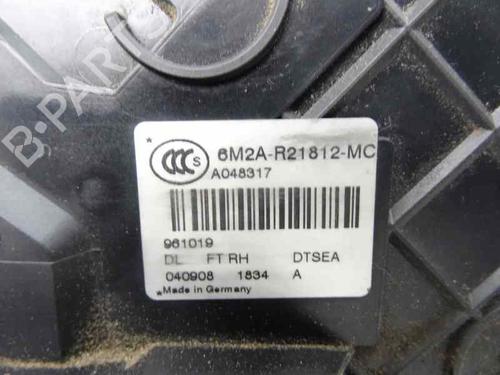 B-PARTS
CCC S 6M2A-R21812-MC
A048317
961019
DL FT RH DTSEA
040908 1834 A
*Made in Germany